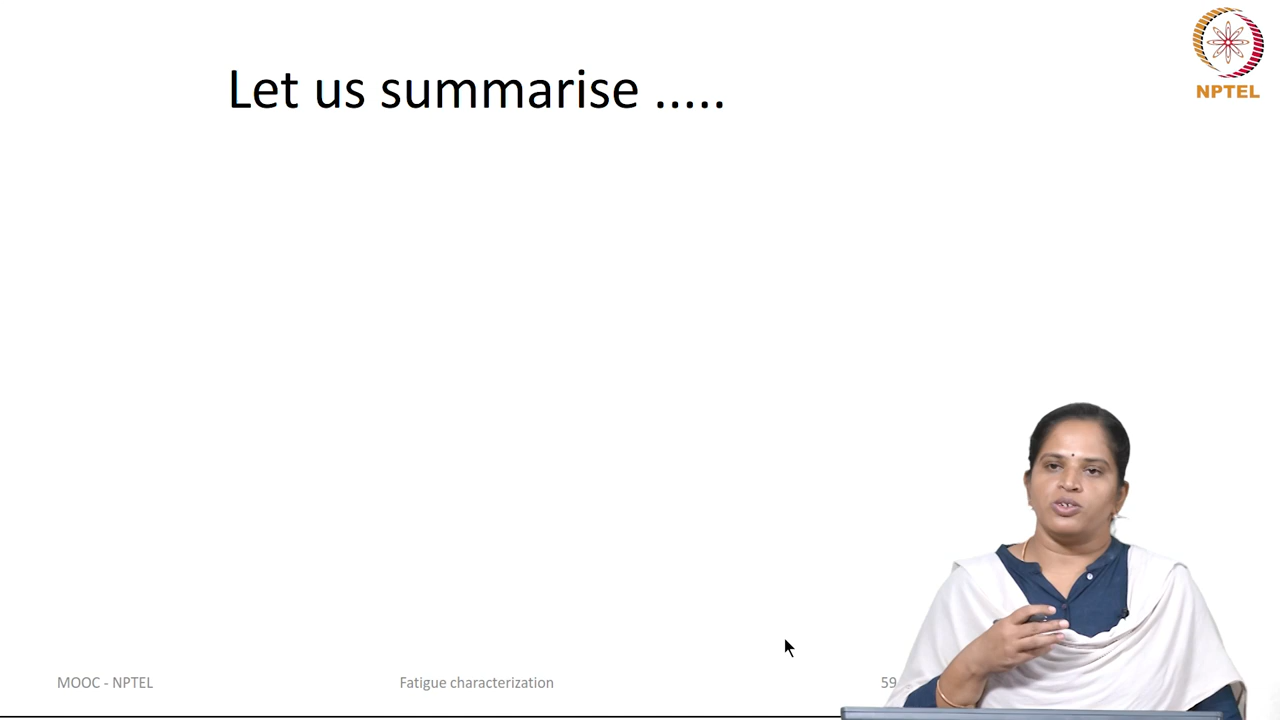 Let us summarise .....
NPTEL
MOOC - NPTEL
Fatigue characterization
59